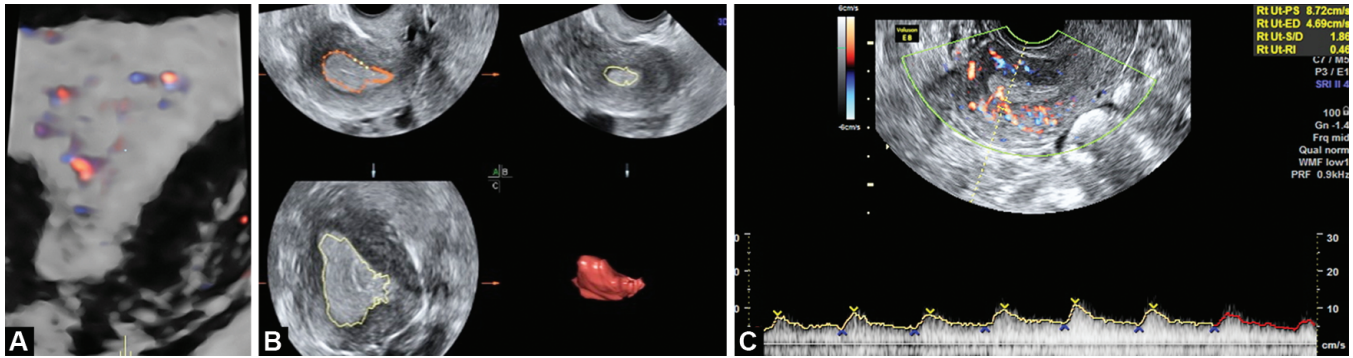 A
B
3D
A B
C
C
6cm/s
-6cm/s
Voluson
E8
Rt Ut-PS 8.72cm/s
Rt Ut-ED 4.69cm/s
Rt Ut-S/D 1.86
Rt Ut-RI 0.46
C7 / M5
P3 / E1
SRI II 4
100
Gn -1.4
Frq mid
Qual norm
WMF low1
PRF 0.9kHz
30
20
10
cm/s